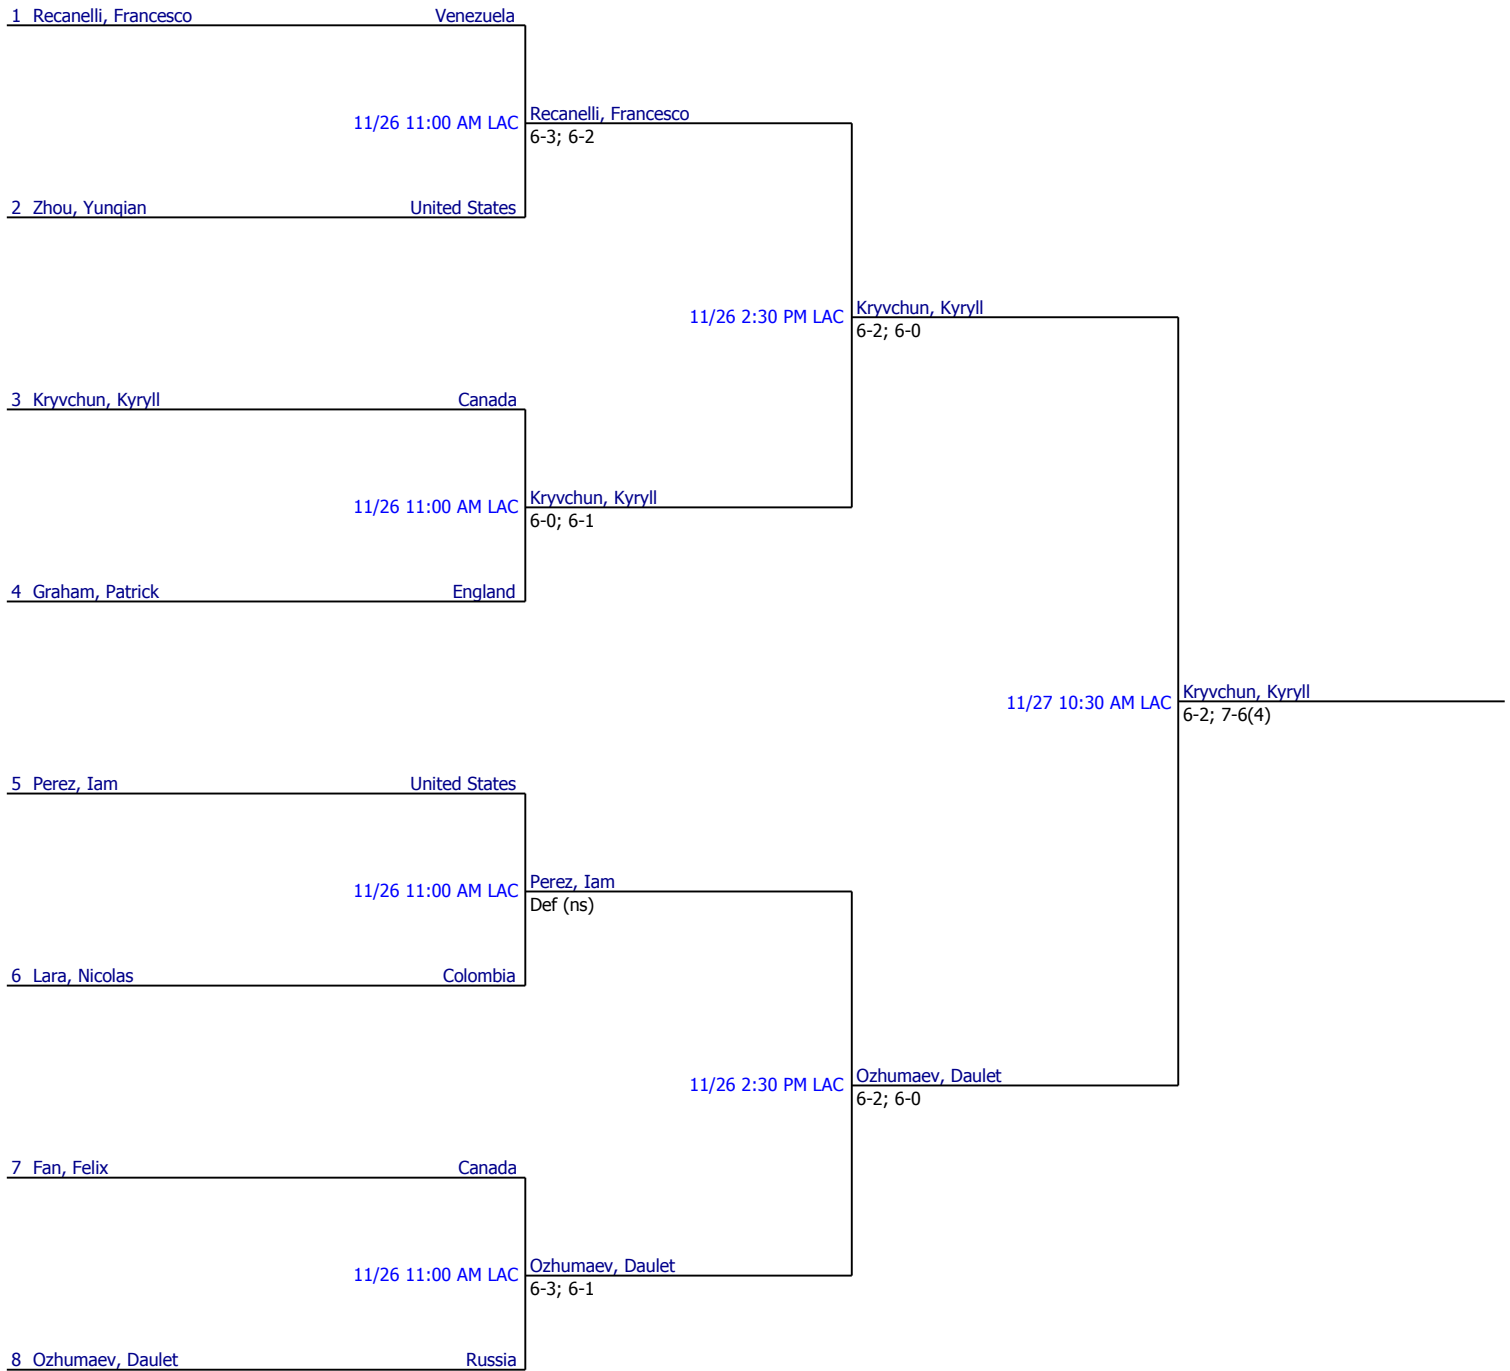 1 Recanelli, Francesco Venezuela
11/26 11:00 AM LAC Recanelli, Francesco
6-3; 6-2
2 Zhou, Yunqian United States
11/26 2:30 PM LAC Kryvchun, Kyryll
6-2; 6-0
3 Kryvchun, Kyryll Canada
11/26 11:00 AM LAC Kryvchun, Kyryll
6-0; 6-1
4 Graham, Patrick England
11/27 10:30 AM LAC Kryvchun, Kyryll
6-2; 7-6(4)
5 Perez, Iam United States
11/26 11:00 AM LAC Perez, Iam
Def (ns)
6 Lara, Nicolas Colombia
11/26 2:30 PM LAC Ozhumaev, Daulet
6-2; 6-0
7 Fan, Felix Canada
11/26 11:00 AM LAC Ozhumaev, Daulet
6-3; 6-1
8 Ozhumaev, Daulet Russia